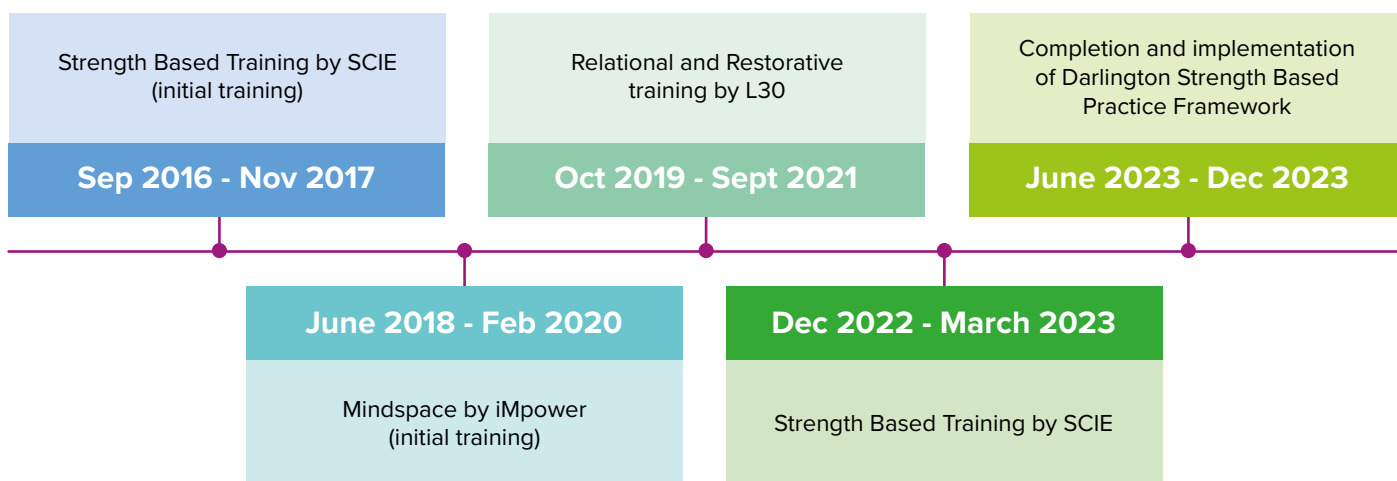 Strength Based Training by SCIE
(initial training)
Sep 2016 - Nov 2017
June 2018 - Feb 2020
Mindspace by iMpower
(initial training)
Relational and Restorative
training by L30
Oct 2019 - Sept 2021
Dec 2022 - March 2023
Strength Based Training by SCIE
Completion and implementation
of Darlington Strength Based
Practice Framework
June 2023 - Dec 2023